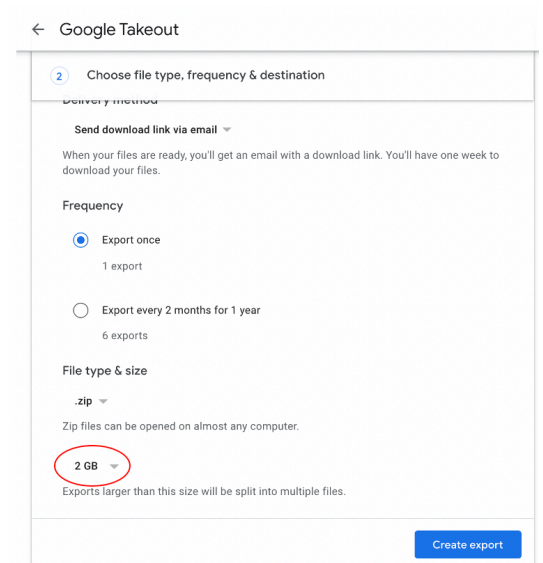 Google Takeout
2 Choose file type, frequency & destination
Delivery method
Send download link via email
When your files are ready, you'll get an email with a download link. You'll have one week to
download your files.
Frequency
Export once
1 export
Export every 2 months for 1 year
6 exports
File type & size
.zip
Zip files can be opened on almost any computer.
2 GB
Exports larger than this size will be split into multiple files.
Create export